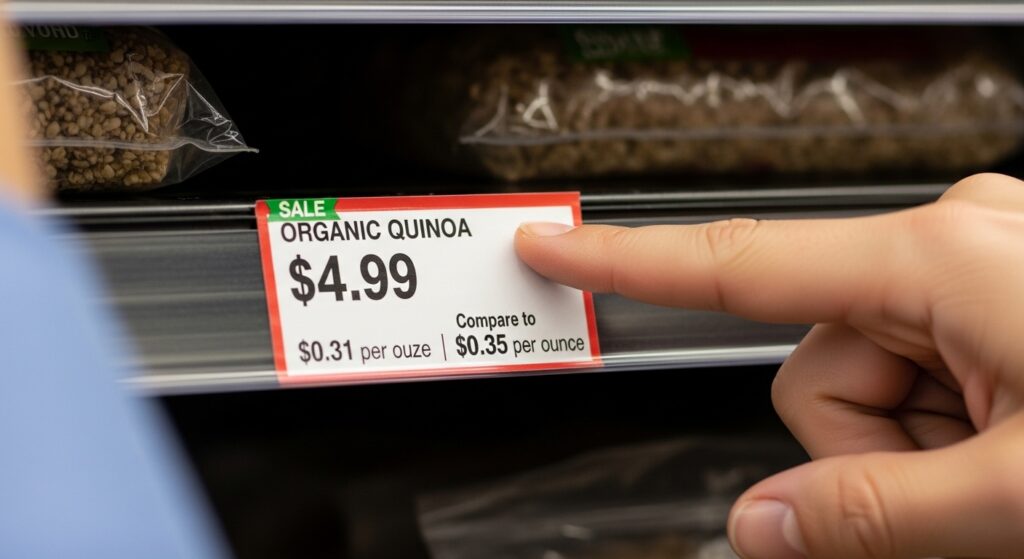 SALE
ORGANIC QUINOA
$4.99
Compare to
$0.31 per ouze | $0.35 per ounce